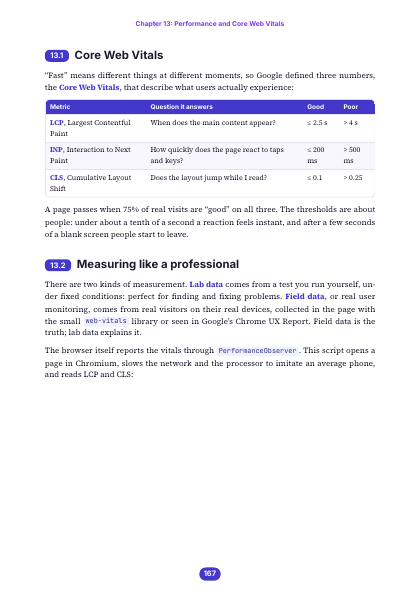 Chapter 13: Performance and Core Web Vitals
13.1 Core Web Vitals
“Fast” means different things at different moments, so Google defined three numbers,
the Core Web Vitals, that describe what users actually experience:
Metric Question it answers Good Poor
LCP, Largest Contentful When does the main content appear? ≤ 2.5 s > 4 s
Paint
INP, Interaction to Next How quickly does the page react to taps ≤ 200 > 500
Paint and keys? ms ms
CLS, Cumulative Layout Does the layout jump while I read? ≤ 0.1 > 0.25
Shift
A page passes when 75% of real visits are “good” on all three. The thresholds are about
people: under about a tenth of a second a reaction feels instant, and after a few seconds
of a blank screen people start to leave.
13.2 Measuring like a professional
There are two kinds of measurement. Lab data comes from a test you run yourself, un-
der fixed conditions: perfect for finding and fixing problems. Field data, or real user
monitoring, comes from real visitors on their real devices, collected in the page with
the small web-vitals library or seen in Google’s Chrome UX Report. Field data is the
truth; lab data explains it.
The browser itself reports the vitals through PerformanceObserver. This script opens a
page in Chromium, slows the network and the processor to imitate an average phone,
and reads LCP and CLS:
167